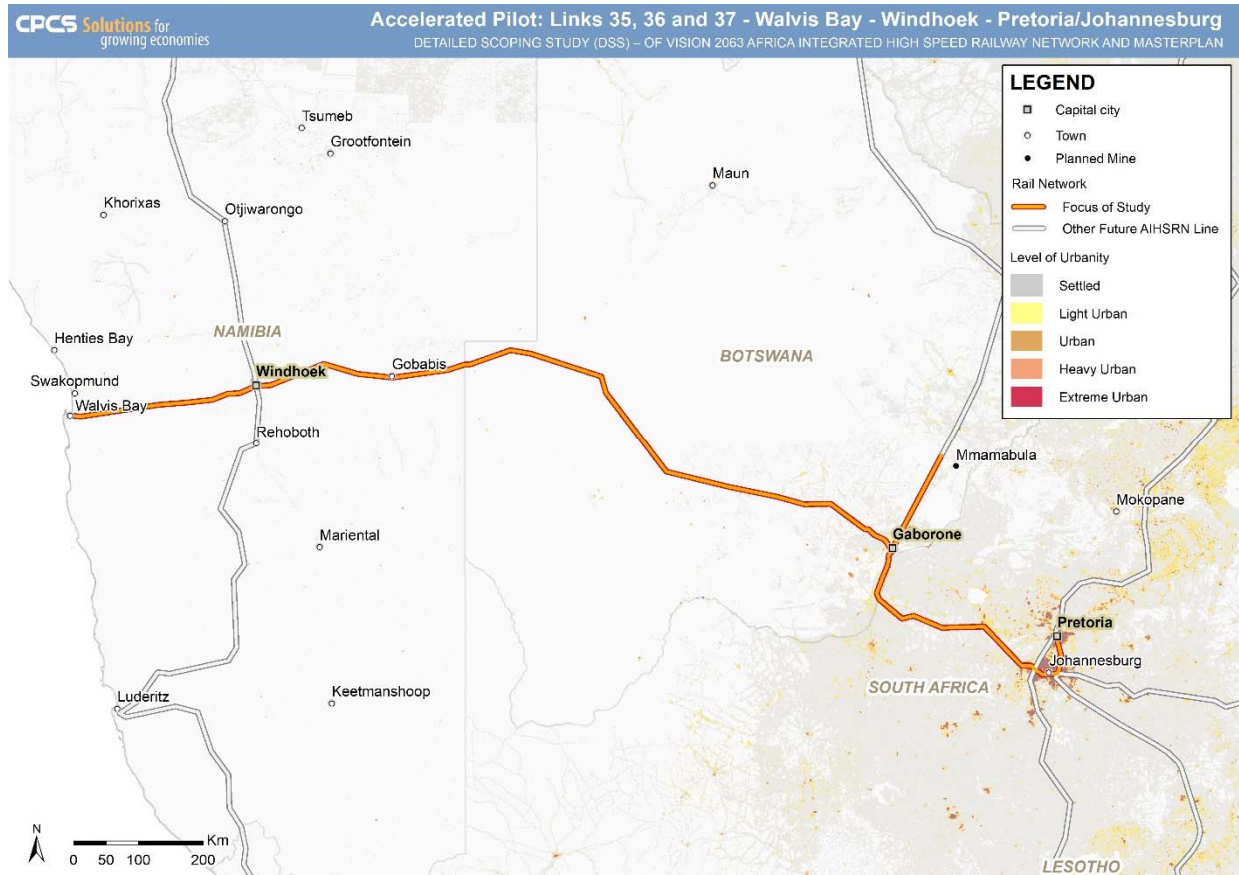 CPCS Solutions for
growing economies
Accelerated Pilot: Links 35, 36 and 37 - Walvis Bay - Windhoek - Pretoria/Johannesburg
DETAILED SCOPING STUDY (DSS) – OF VISION 2063 AFRICA INTEGRATED HIGH SPEED RAILWAY NETWORK AND MASTERPLAN
LEGEND
Capital city
Town
Planned Mine
Rail Network
Focus of Study
Other Future AIHSRN Line
Level of Urbanity
Settled
Light Urban
Urban
Heavy Urban
Extreme Urban
Tsumeb
Grootfontein
Maun
Khorixas
Otjiwarongo
NAMIBIA
Henties Bay
BOTSWANA
Gobabis
Windhoek
Swakopmund
Walvis Bay
Rehoboth
Mmamabula
Mokopane
Gaborone
Mariental
Pretoria
Johannesburg
SOUTH AFRICA
Luderitz
Keetmanshoop
N
Km
0 50 100 200
LESOTHO